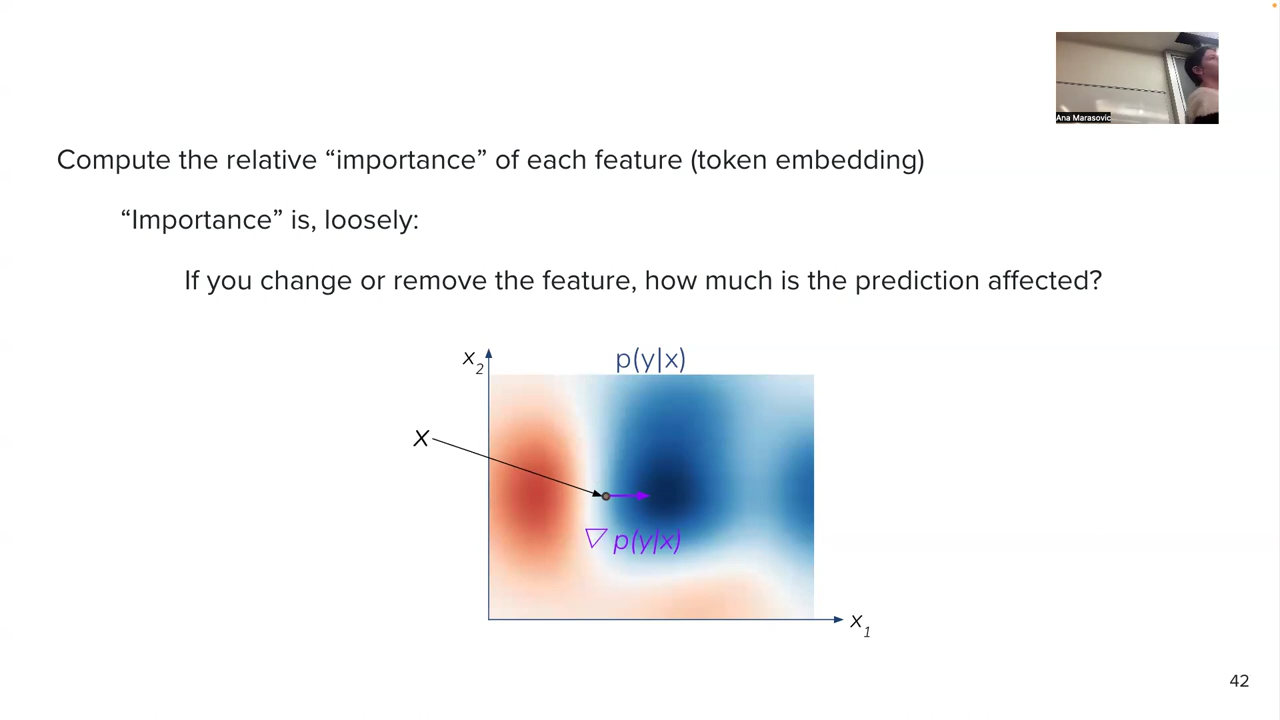 Ana Marasovic
Compute the relative “importance” of each feature (token embedding)
“Importance” is, loosely:
If you change or remove the feature, how much is the prediction affected?
x2
p(y|x)
X
▽ p(y|x)
x1
42